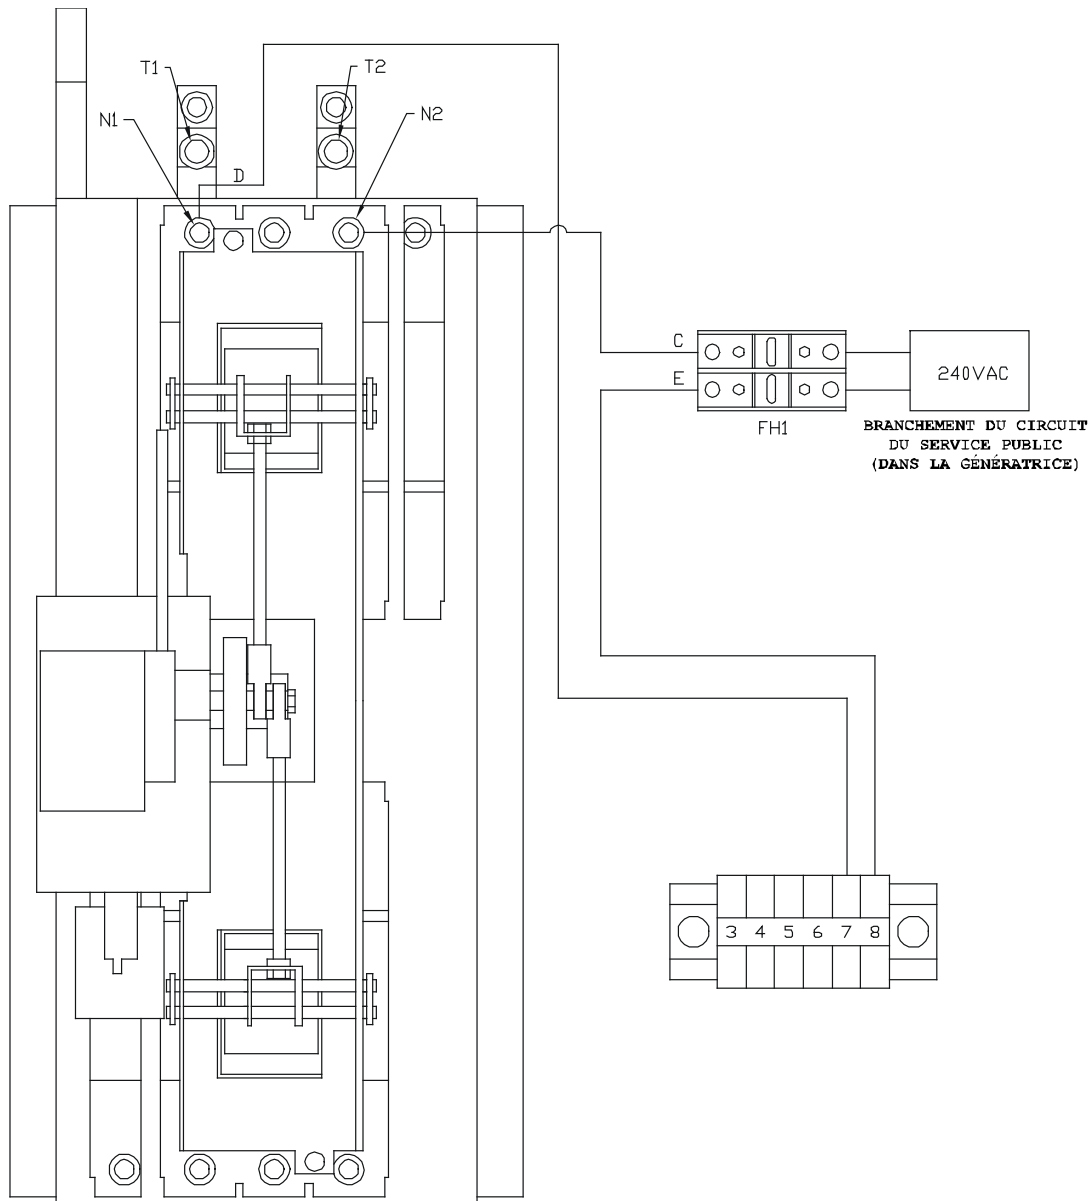 T1
T2
N1
N2
D
C
E
240VAC
FH1
BRANCHEMENT DU CIRCUIT
DU SERVICE PUBLIC
(DANS LA GÉNÉRATRICE)
3 4 5 6 7 8